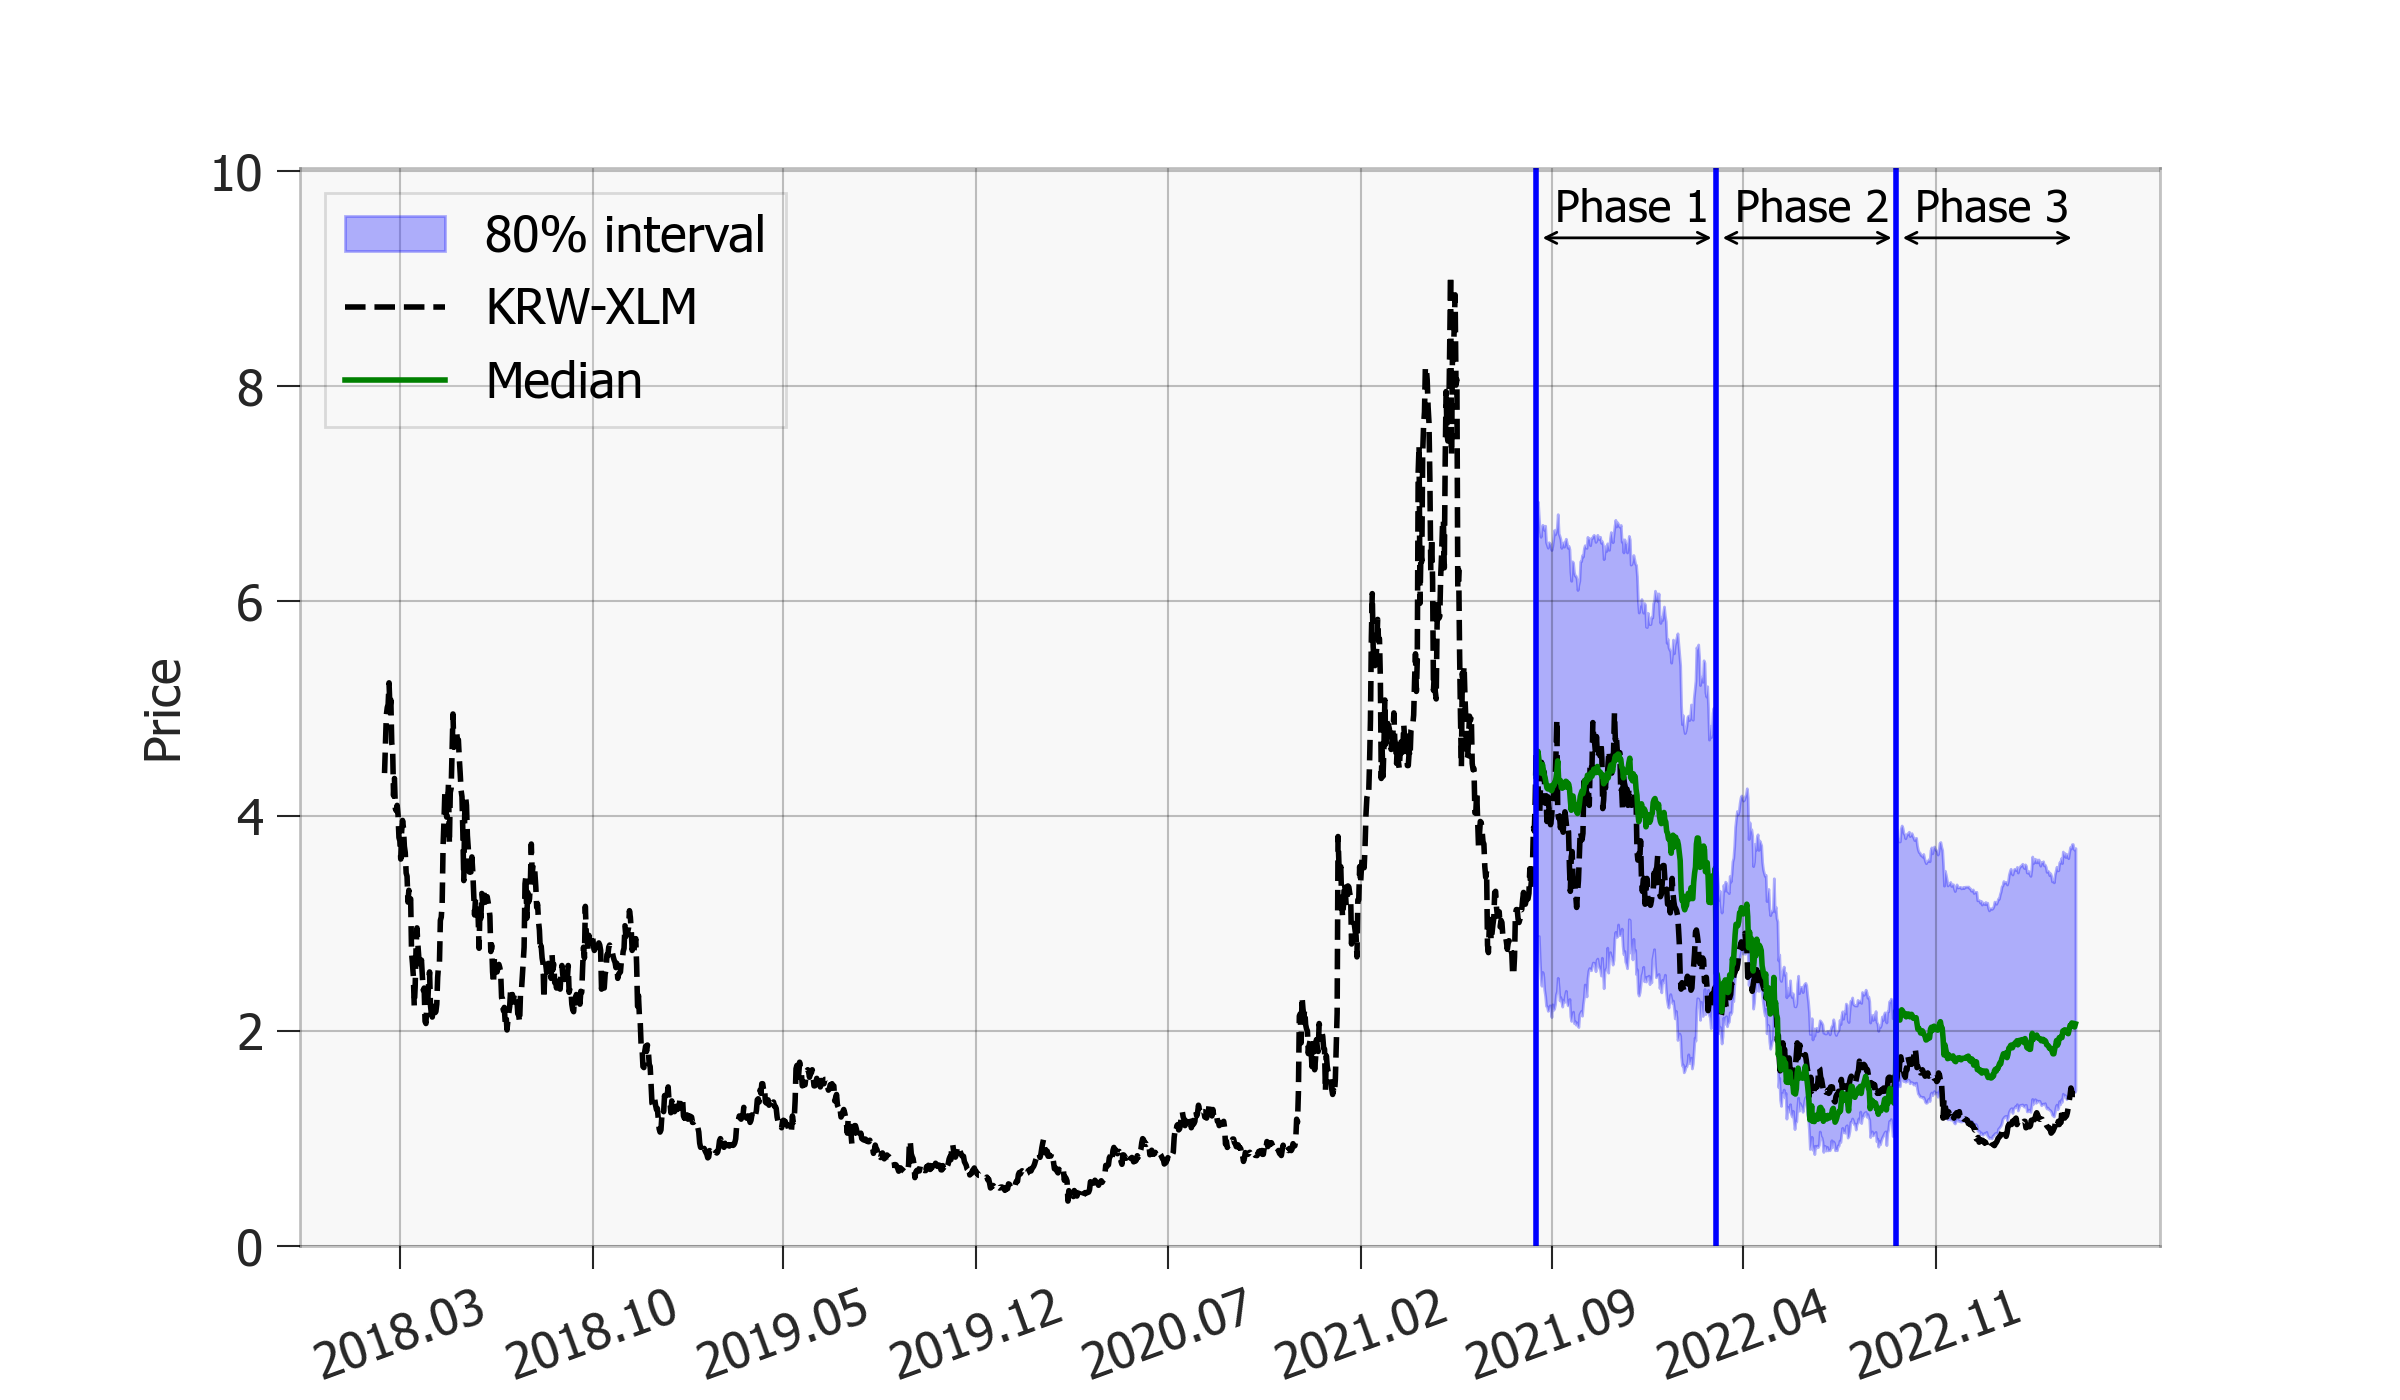 10
8
6
4
2
0
Price
80% interval
KRW-XLM
Median
Phase 1
Phase 2
Phase 3
2018.03
2018.10
2019.05
2019.12
2020.07
2021.02
2021.09
2022.04
2022.11